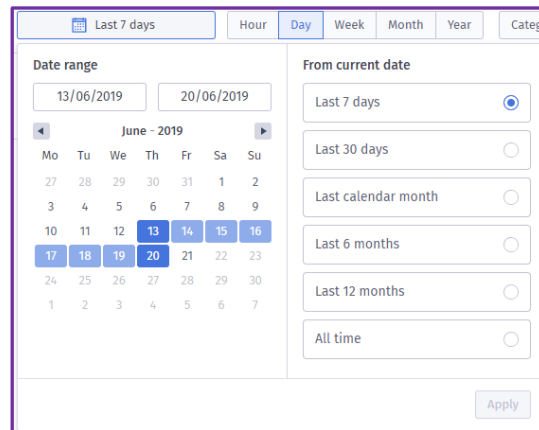 Last 7 days Hour Day Week Month Year Categ
Date range
13/06/2019 20/06/2019
June - 2019
Mo Tu We Th Fr Sa Su
27 28 29 30 31 1 2
3 4 5 6 7 8 9
10 11 12 13 14 15 16
17 18 19 20 21 22 23
24 25 26 27 28 29 30
1 2 3 4 5 6 7
From current date
Last 7 days
Last 30 days
Last calendar month
Last 6 months
Last 12 months
All time
Apply